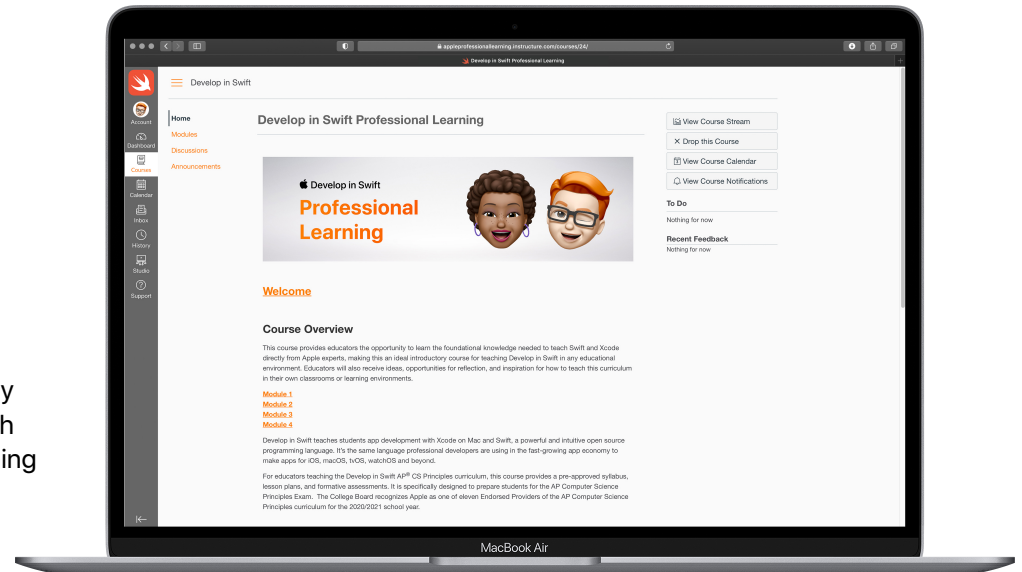 appleprofessionallearning.instructure.com/courses/24/
Develop in Swift Professional Learning
Account
Dashboard
Courses
Calendar
Inbox
History
Studio
Support
Develop in Swift
Home
Modules
Discussions
Announcements
Develop in Swift Professional Learning
Develop in Swift
Professional
Learning
Welcome
Course Overview
This course provides educators the opportunity to learn the foundational knowledge needed to teach Swift and Xcode
directly from Apple experts, making this an ideal introductory course for teaching Develop in Swift in any educational
environment. Educators will also receive ideas, opportunities for reflection, and inspiration for how to teach this curriculum
in their own classrooms or learning environments.
Module 1
Module 2
Module 3
Module 4
Develop in Swift teaches students app development with Xcode on Mac and Swift, a powerful and intuitive open source
programming language. It's the same language professional developers are using in the fast-growing app economy to
make apps for iOS, macOS, tvOS, watchOS and beyond.
For educators teaching the Develop in Swift AP® CS Principles curriculum, this course provides a pre-approved syllabus,
lesson plans, and formative assessments. It is specifically designed to prepare students for the AP Computer Science
Principles Exam. The College Board recognizes Apple as one of eleven Endorsed Providers of the AP Computer Science
Principles curriculum for the 2020/2021 school year.
View Course Stream
Drop this Course
View Course Calendar
View Course Notifications
To Do
Nothing for now
Recent Feedback
Nothing for now
y
h
ing
MacBook Air